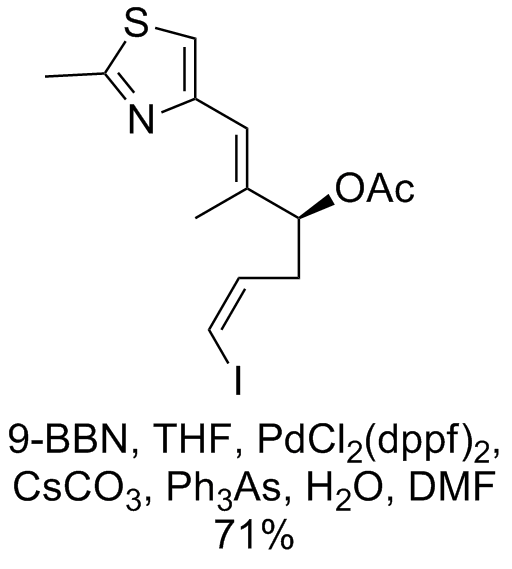 S
N
OAc
I
9-BBN, THF, PdCl₂(dppf)₂,
CsCO₃, Ph₃As, H₂O, DMF
71%